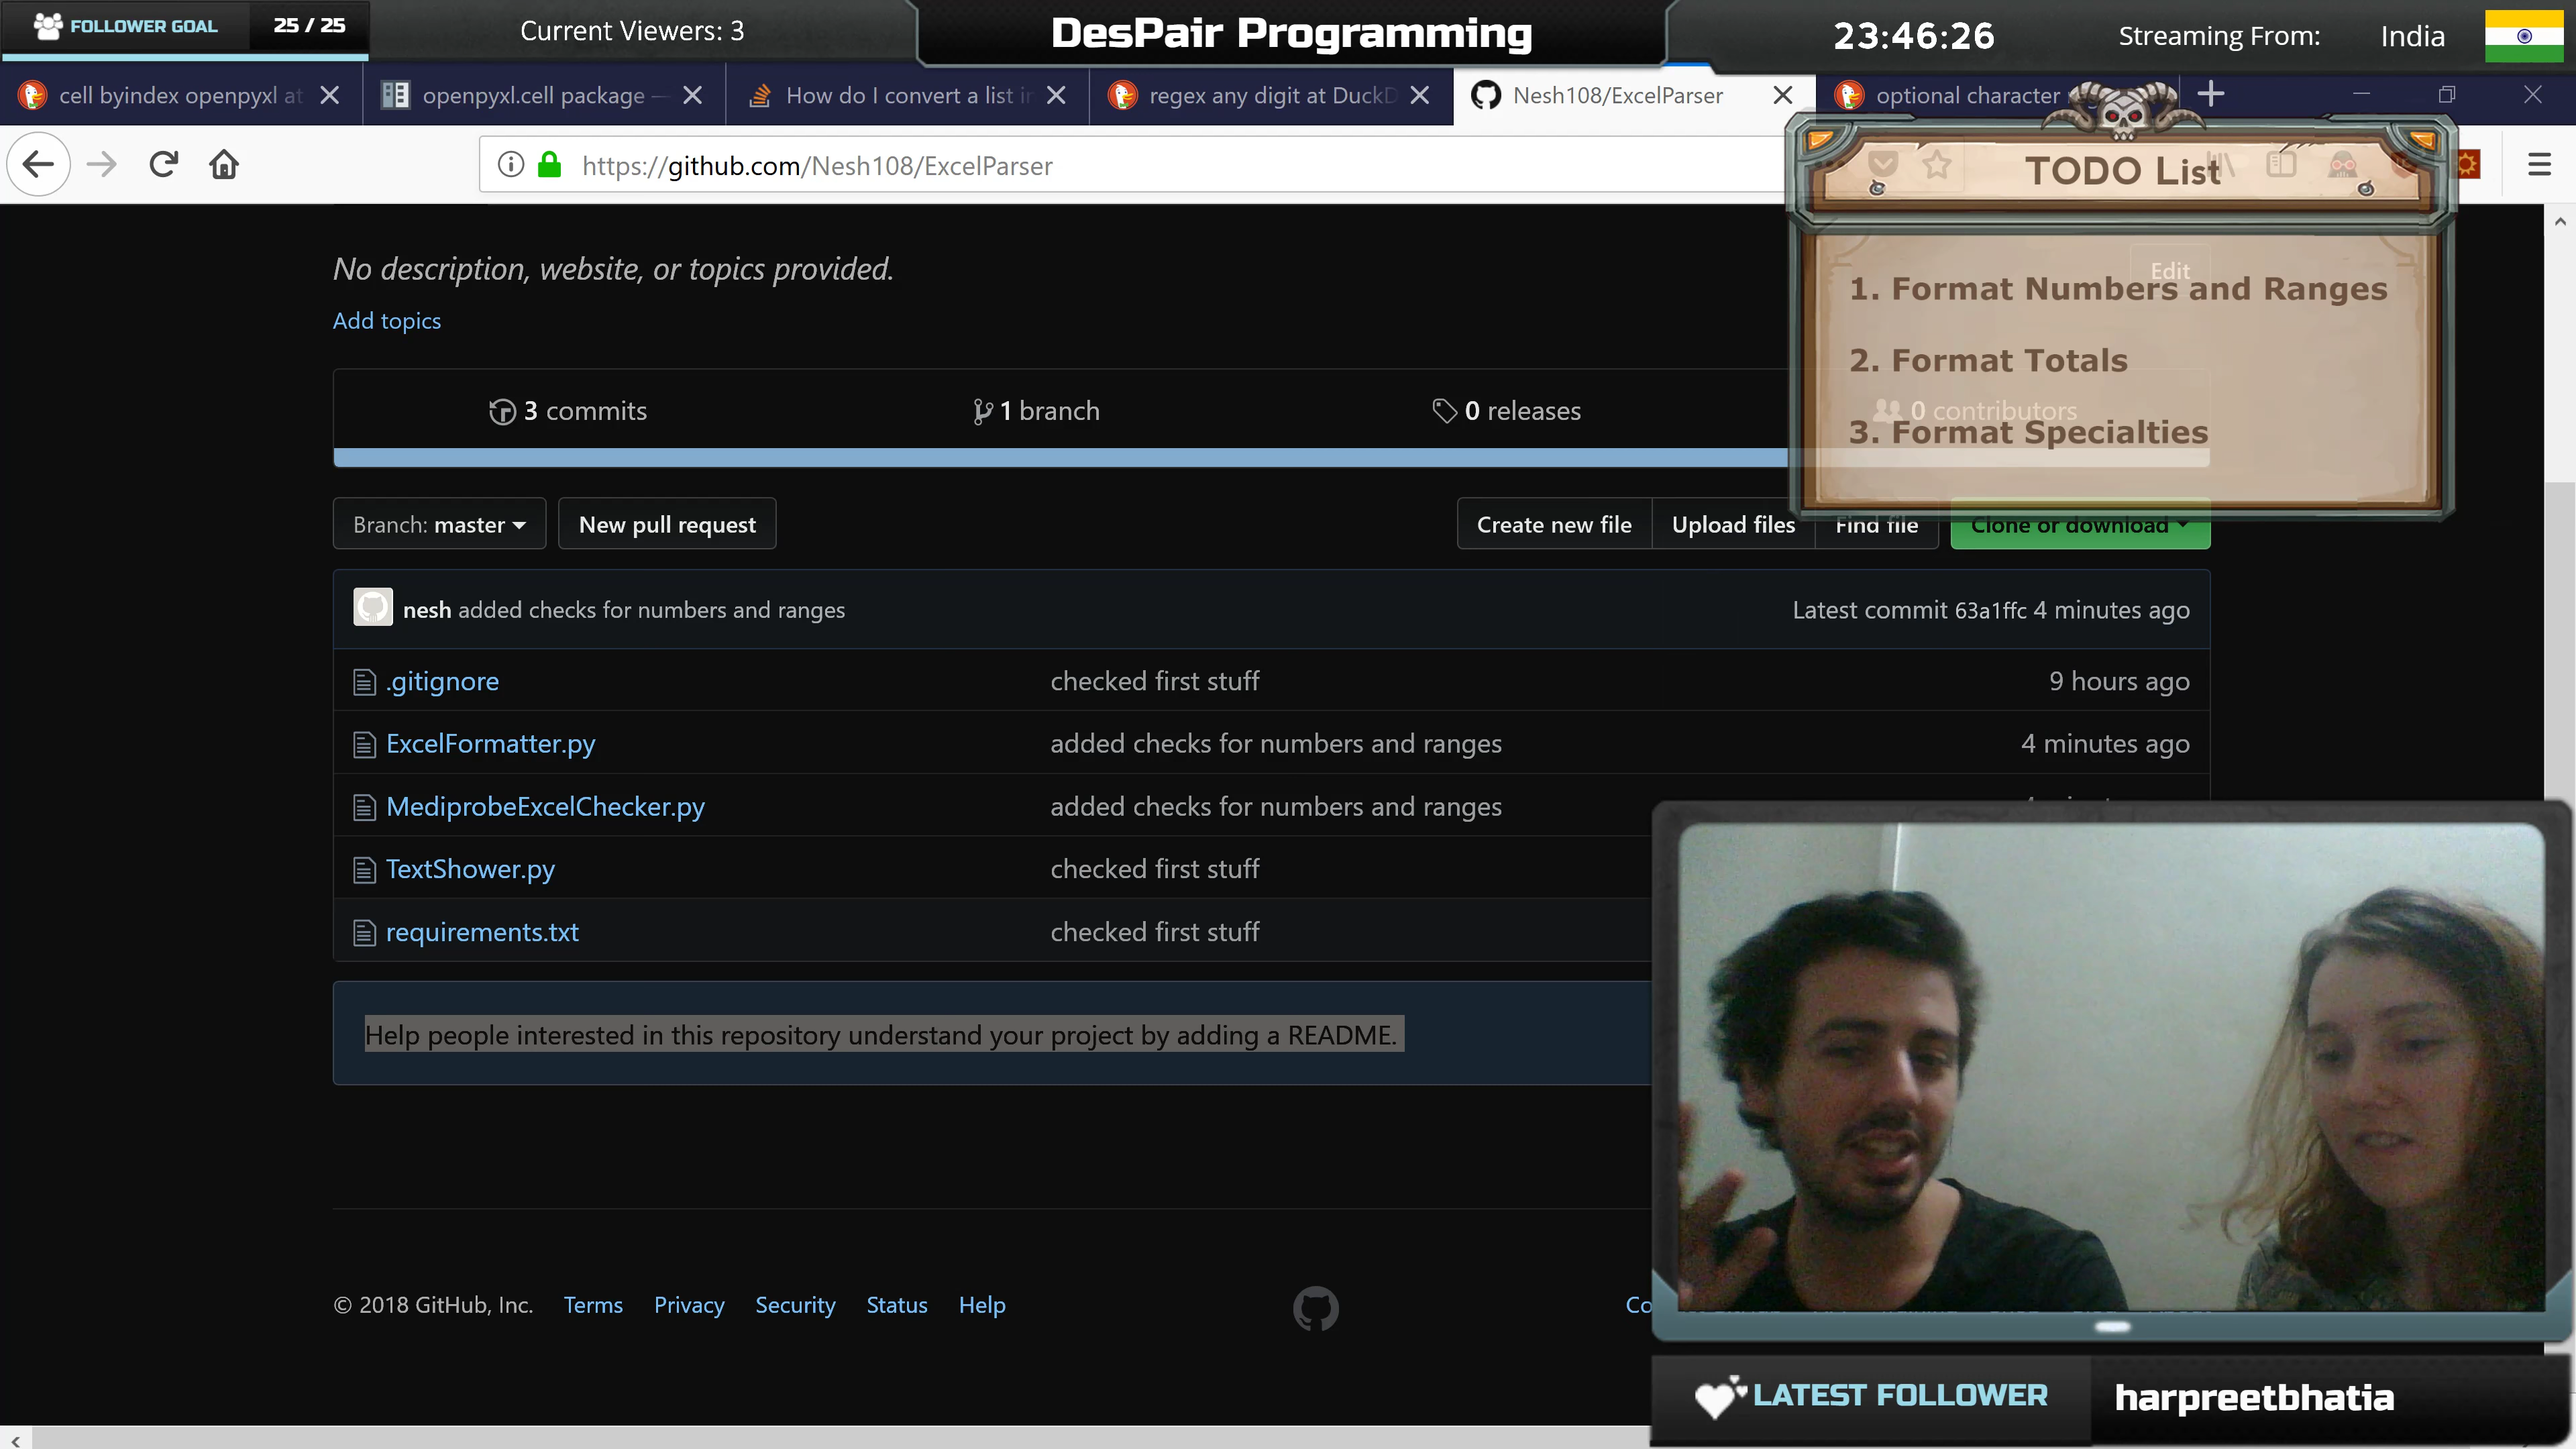 FOLLOWER GOAL 25 / 25 Current Viewers: 3 DesPair Programming 23:46:26 Streaming From: India
cell byindex openpyxl at openpyxl.cell package — How do I convert a list in regex any digit at DuckD Nesh108/ExcelParser optional character
https://github.com/Nesh108/ExcelParser
TODO List
No description, website, or topics provided.
Edit
1. Format Numbers and Ranges
Add topics
2. Format Totals
3 commits 1 branch 0 releases 0 contributors
3. Format Specialties
Branch: master New pull request Create new file Upload files Find file Clone or download
nesh added checks for numbers and ranges Latest commit 63a1ffc 4 minutes ago
.gitignore checked first stuff 9 hours ago
ExcelFormatter.py added checks for numbers and ranges 4 minutes ago
MediprobeExcelChecker.py added checks for numbers and ranges
TextShower.py checked first stuff
requirements.txt checked first stuff
Help people interested in this repository understand your project by adding a README.
© 2018 GitHub, Inc. Terms Privacy Security Status Help
LATEST FOLLOWER harpreetbhatia